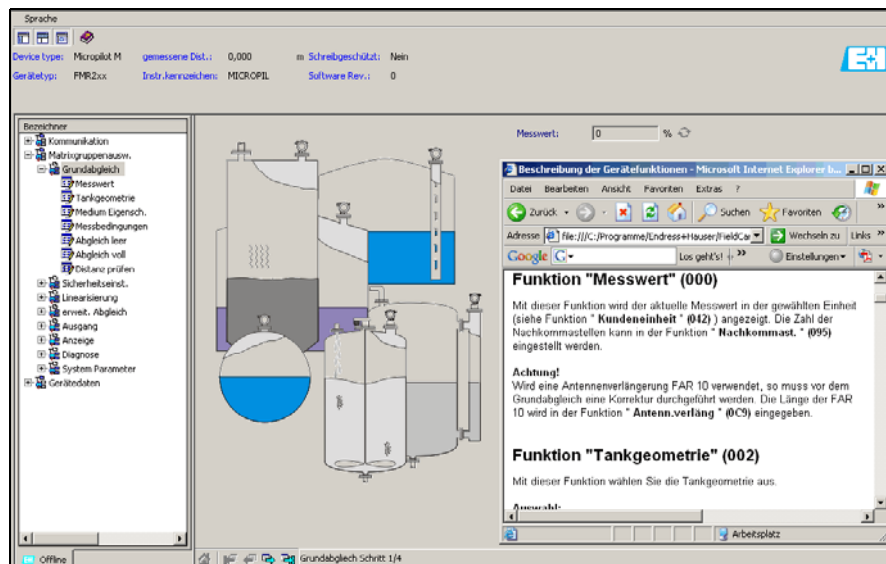 Sprache
Device type: Micropilot M gemessene Dist.: 0,000 m Schreibgeschützt: Nein
Gerätetyp: FMR2xx Instr.kennzeichen: MICROPIL Software Rev.: 0
E+H
Bezeichner
Kommunikation
Matrixgruppenausw.
Grundabgleich
Messwert
Tankgeometrie
Medium Eigensch.
Messbedingungen
Abgleich leer
Abgleich voll
Distanz prüfen
Sicherheitseinst.
Linearisierung
erweit. Abgleich
Ausgang
Anzeige
Diagnose
System Parameter
Gerätedaten
Messwert: 0 %
Beschreibung der Gerätefunktionen - Microsoft Internet Explorer b...
Datei Bearbeiten Ansicht Favoriten Extras ?
Zurück Suchen Favoriten »
Adresse file:///C:/Programme/Endress+Hauser/FieldCar Wechseln zu Links »
Google G Los geht's! » Einstellungen
Funktion "Messwert" (000)
Mit dieser Funktion wird der aktuelle Messwert in der gewählten Einheit
(siehe Funktion " Kundeneinheit " (042) ) angezeigt. Die Zahl der
Nachkommastellen kann in der Funktion " Nachkommast. " (095)
eingestellt werden.
Achtung!
Wird eine Antennenverlängerung FAR 10 verwendet, so muss vor dem
Grundabgleich eine Korrektur durchgeführt werden. Die Länge der FAR
10 wird in der Funktion " Antenn.verläng " (0C9) eingegeben.
Funktion "Tankgeometrie" (002)
Mit dieser Funktion wählen Sie die Tankgeometrie aus.
Auswahl:
Arbeitsplatz
Offline
Grundabgleich Schritt 1/4